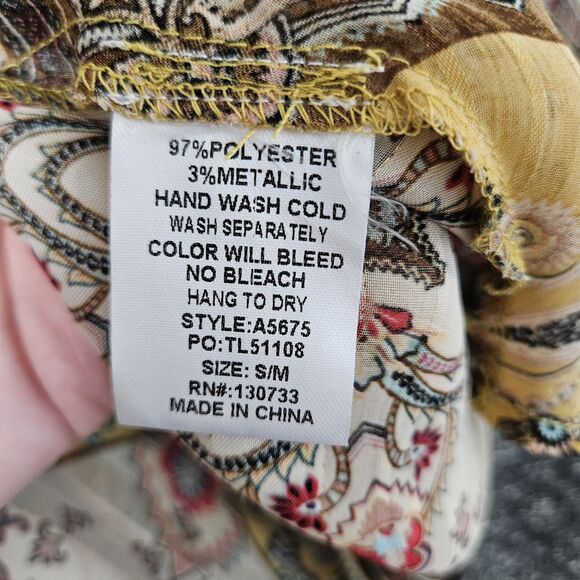 97%POLYESTER
3%METALLIC
HAND WASH COLD
WASH SEPARATELY
COLOR WILL BLEED
NO BLEACH
HANG TO DRY
STYLE:A5675
PO:TL51108
SIZE: S/M
RN#:130733
MADE IN CHINA